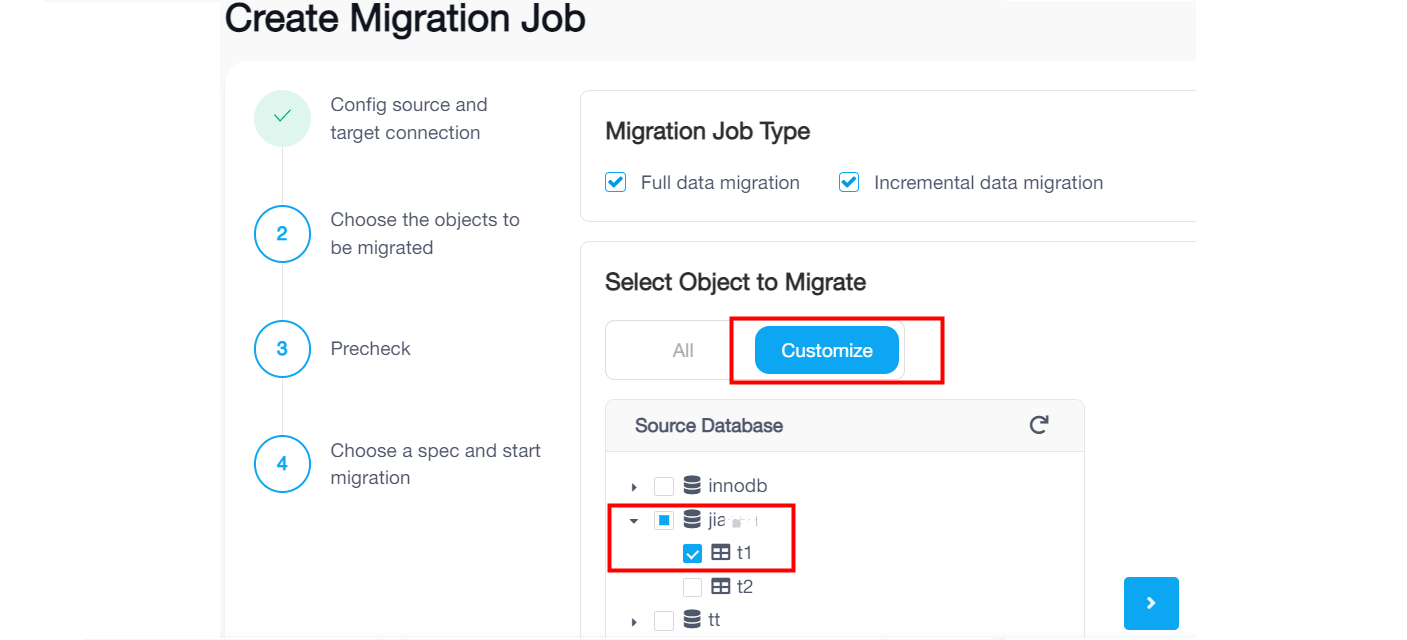 Create Migration Job
Config source and
target connection
2
Choose the objects to
be migrated
3
Precheck
4
Choose a spec and start
migration
Migration Job Type
Full data migration
Incremental data migration
Select Object to Migrate
All
Customize
Source Database
innodb
t1
t2
tt